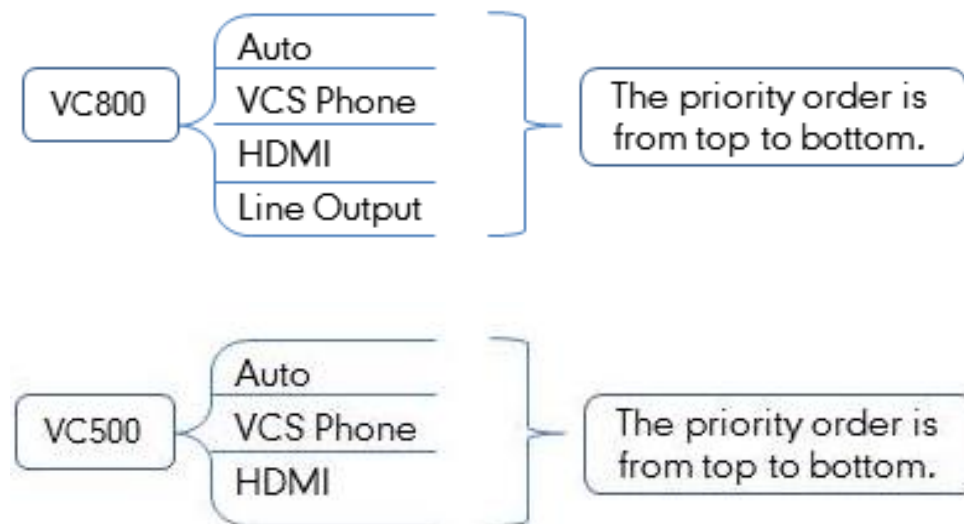 VC800
Auto
VCS Phone
HDMI
Line Output
The priority order is
from top to bottom.
VC500
Auto
VCS Phone
HDMI
The priority order is
from top to bottom.